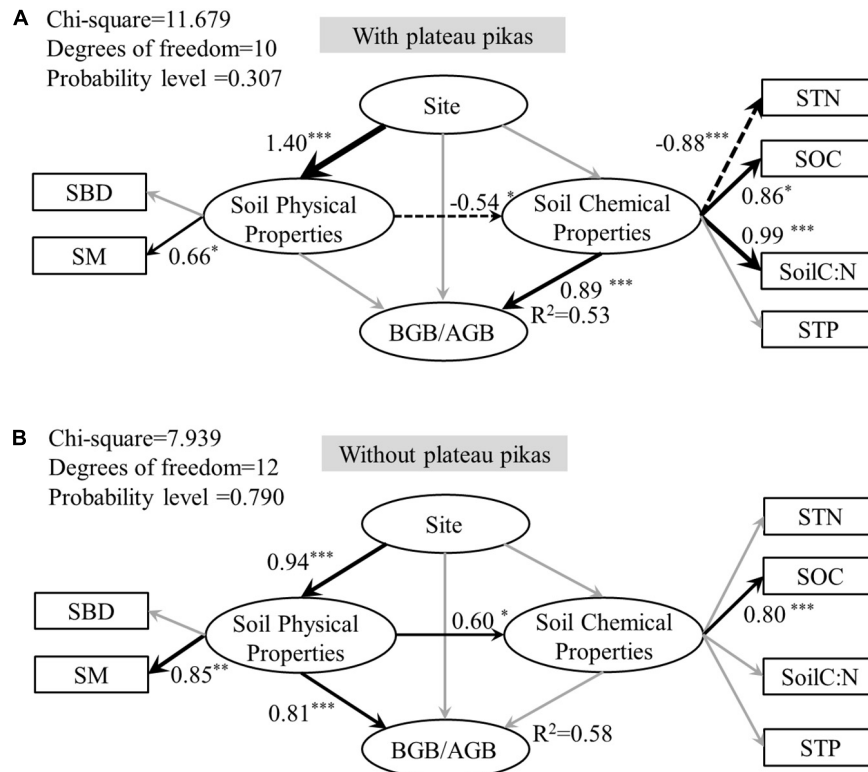 A
Chi-square=11.679
Degrees of freedom=10
Probability level =0.307
With plateau pikas
Site
STN
1.40***
-0.88***
SOC
SBD
Soil Physical
Properties
-0.54 *
Soil Chemical
Properties
0.86*
0.99 ***
SM
0.66*
SoilC:N
0.89 ***
R²=0.53
BGB/AGB
STP
B
Chi-square=7.939
Degrees of freedom=12
Probability level =0.790
Without plateau pikas
Site
STN
0.94***
SOC
SBD
Soil Physical
Properties
0.60 *
Soil Chemical
Properties
0.80 ***
SM
0.85**
SoilC:N
0.81***
R²=0.58
BGB/AGB
STP